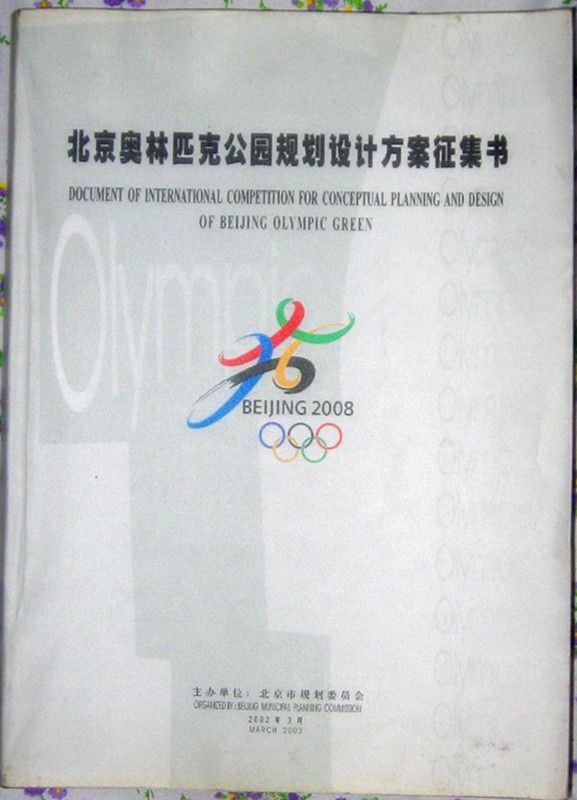 北京奥林匹克公园规划设计方案征集书
DOCUMENT OF INTERNATIONAL COMPETITION FOR CONCEPTUAL PLANNING AND DESIGN
OF BEIJING OLYMPIC GREEN
Olympic
BEIJING 2008
主办单位：北京市规划委员会
ORGANIZED BY: BEIJING MUNICIPAL PLANNING COMMISSION
2002年3月
MARCH 2002